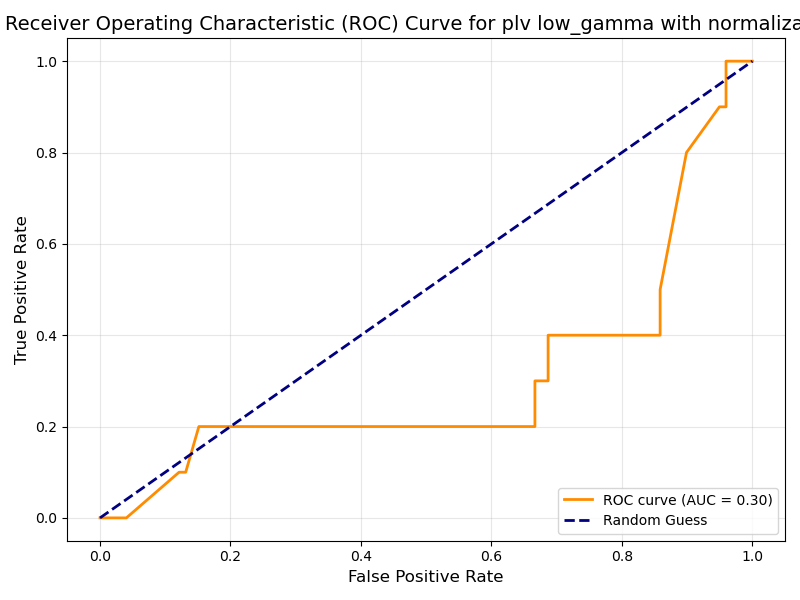 Receiver Operating Characteristic (ROC) Curve for plv low_gamma with normaliza
1.0
0.8
0.6
0.4
0.2
0.0
True Positive Rate
0.0 0.2 0.4 0.6 0.8 1.0
False Positive Rate
ROC curve (AUC = 0.30)
Random Guess